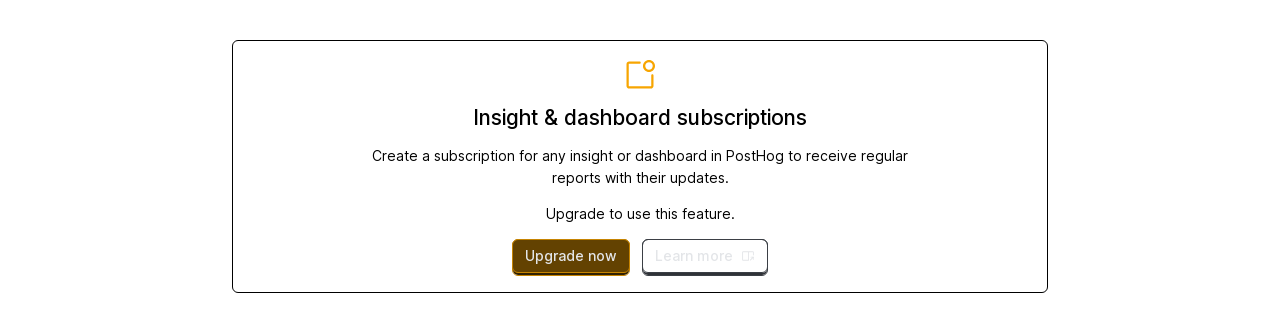 Insight & dashboard subscriptions
Create a subscription for any insight or dashboard in PostHog to receive regular
reports with their updates.
Upgrade to use this feature.
Upgrade now
Learn more